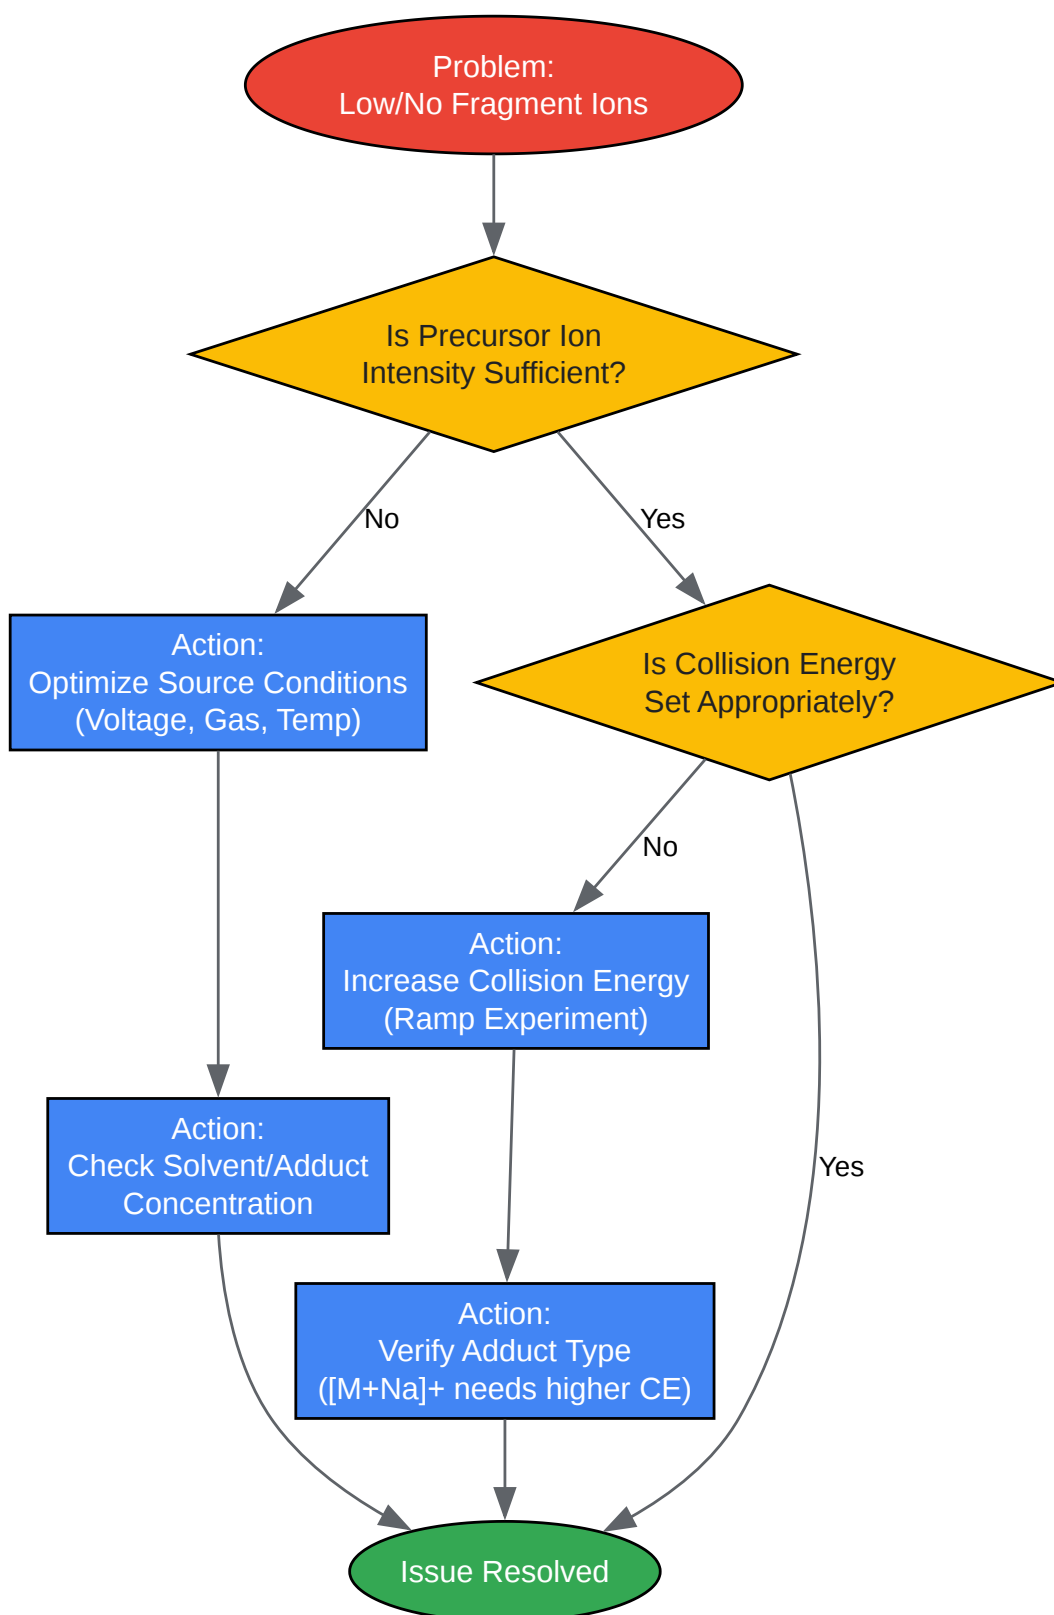 Problem:
Low/No Fragment Ions
Is Precursor Ion
Intensity Sufficient?
No
Yes
Action:
Optimize Source Conditions
(Voltage, Gas, Temp)
Is Collision Energy
Set Appropriately?
No
Action:
Increase Collision Energy
(Ramp Experiment)
Action:
Check Solvent/Adduct
Concentration
Yes
Action:
Verify Adduct Type
([M+Na]+ needs higher CE)
Issue Resolved